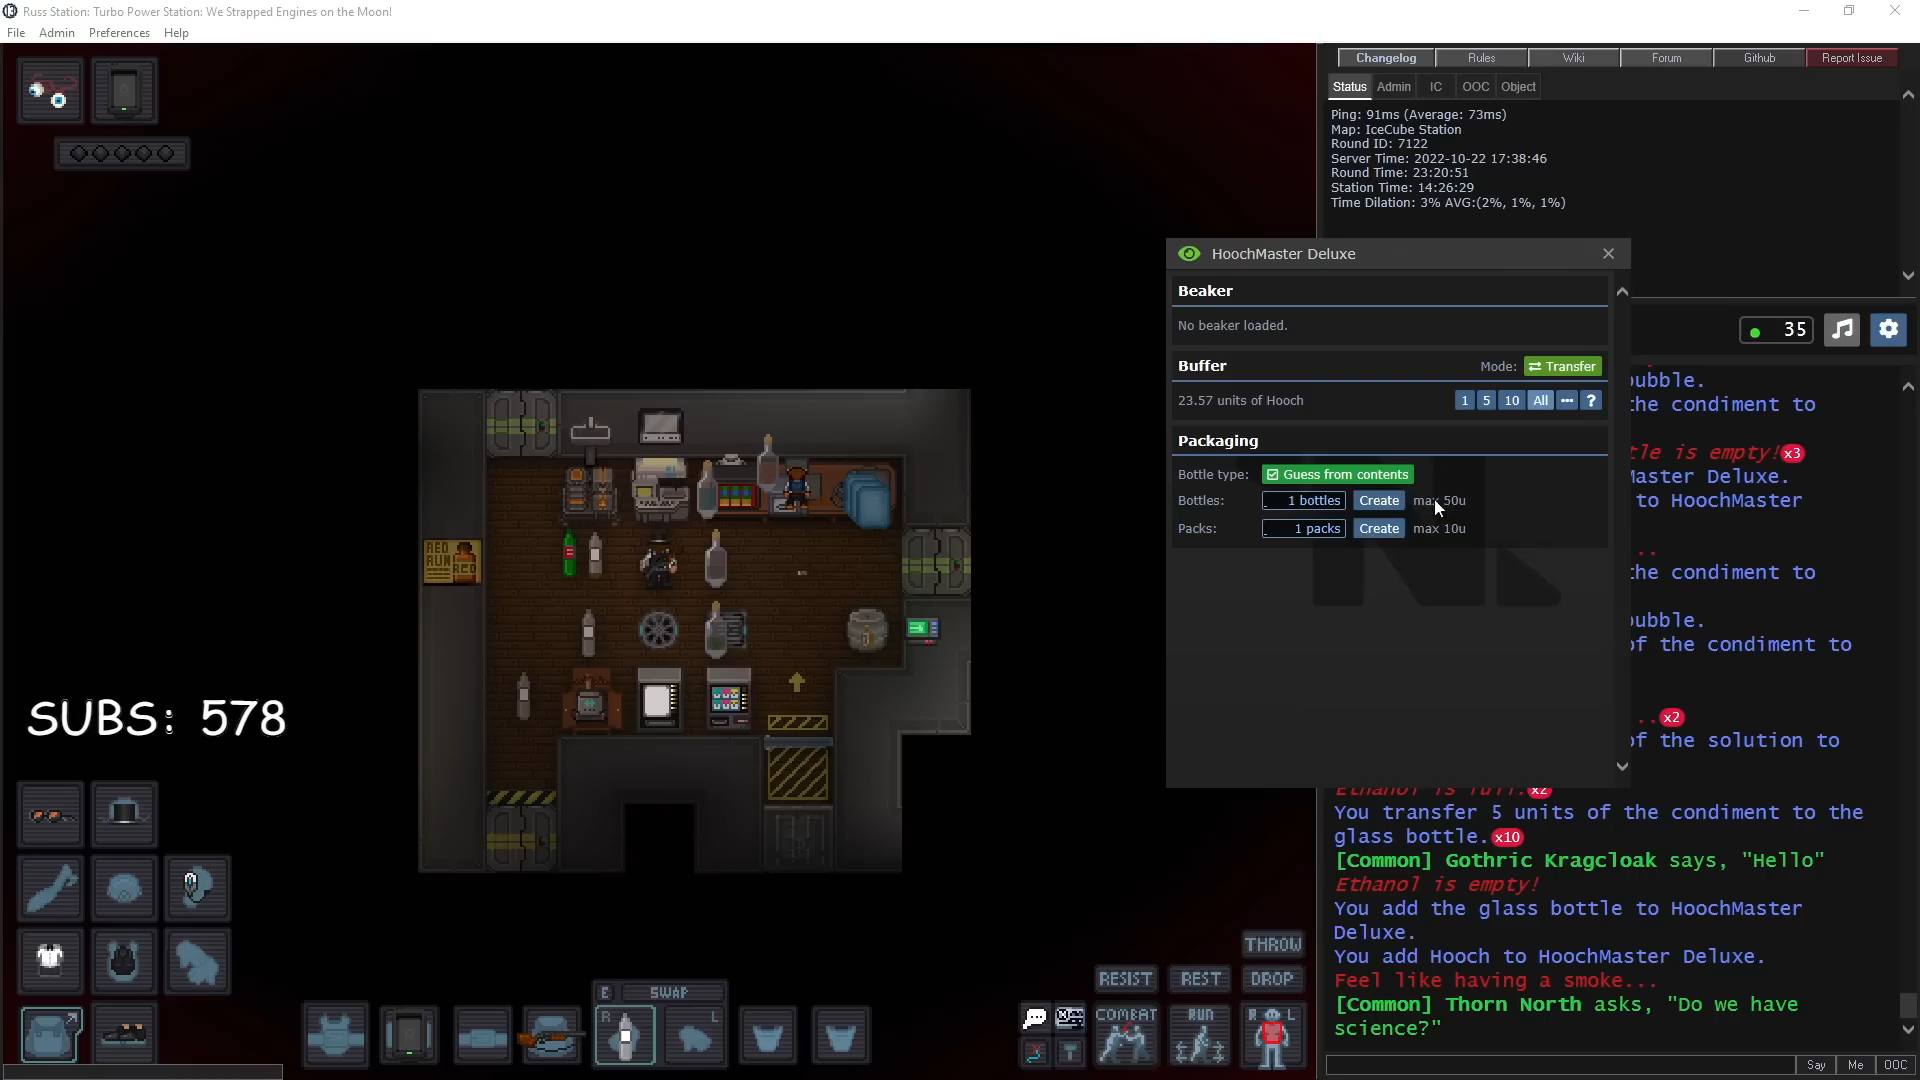 Russ Station: Turbo Power Station: We Strapped Engines on the Moon!
File Admin Preferences Help
Changelog Rules Wiki Forum Github Report Issue
Status Admin IC OOC Object
Ping: 91ms (Average: 73ms)
Map: IceCube Station
Round ID: 7122
Server Time: 2022-10-22 17:38:46
Round Time: 23:20:51
Station Time: 14:26:29
Time Dilation: 3% AVG:(2%, 1%, 1%)
HoochMaster Deluxe
Beaker
No beaker loaded.
Buffer Mode: Transfer
23.57 units of Hooch 1 5 10 All ?
Packaging
Bottle type: Guess from contents
Bottles: 1 bottles Create max 50u
Packs: 1 packs Create max 10u
35
the condiment to
is empty! x3
Master Deluxe.
to HoochMaster
..
the condiment to
of the condiment to
.. x2
of the solution to
Ethanol is full. x2
You transfer 5 units of the condiment to the
glass bottle. x10
[Common] Gothric Kragcloak says, "Hello"
Ethanol is empty!
You add the glass bottle to HoochMaster
Deluxe.
You add Hooch to HoochMaster Deluxe.
Feel like having a smoke...
[Common] Thorn North asks, "Do we have
science?"
Say Me OOC
RED
RUM
RED
SUBS: 578
E SWAP
R L
THROW
RESIST REST DROP
COMBAT RUN R L